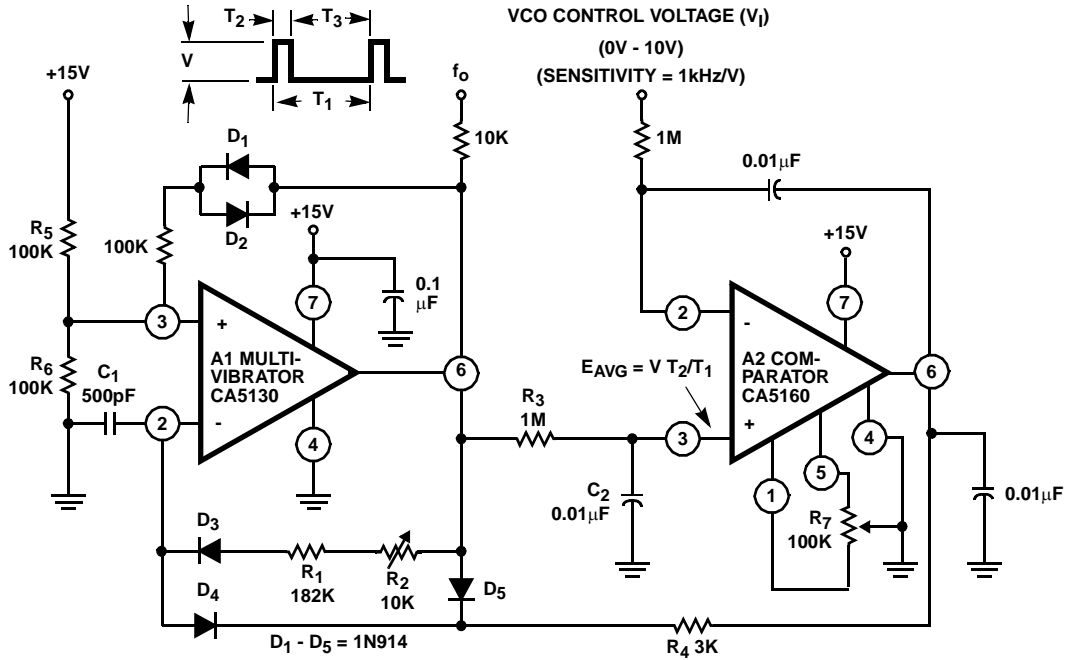 T2 T3
V
T1
VCO CONTROL VOLTAGE (VI)
(0V - 10V)
(SENSITIVITY = 1kHz/V)
+15V
fo
10K
1M
0.01µF
D1
D2
+15V
R5
100K
100K
0.1
µF
+15V
7
7
3
+
A1 MULTI-
VIBRATOR
CA5130
-
2
4
6
R6
100K
C1
500pF
2
-
A2 COM-
PARATOR
CA5160
+
3
6
EAVG = V T2/T1
R3
1M
4
5
1
C2
0.01µF
R7
100K
0.01µF
D3
R1
182K
R2
10K
D5
D4
D1 - D5 = 1N914
R4 3K